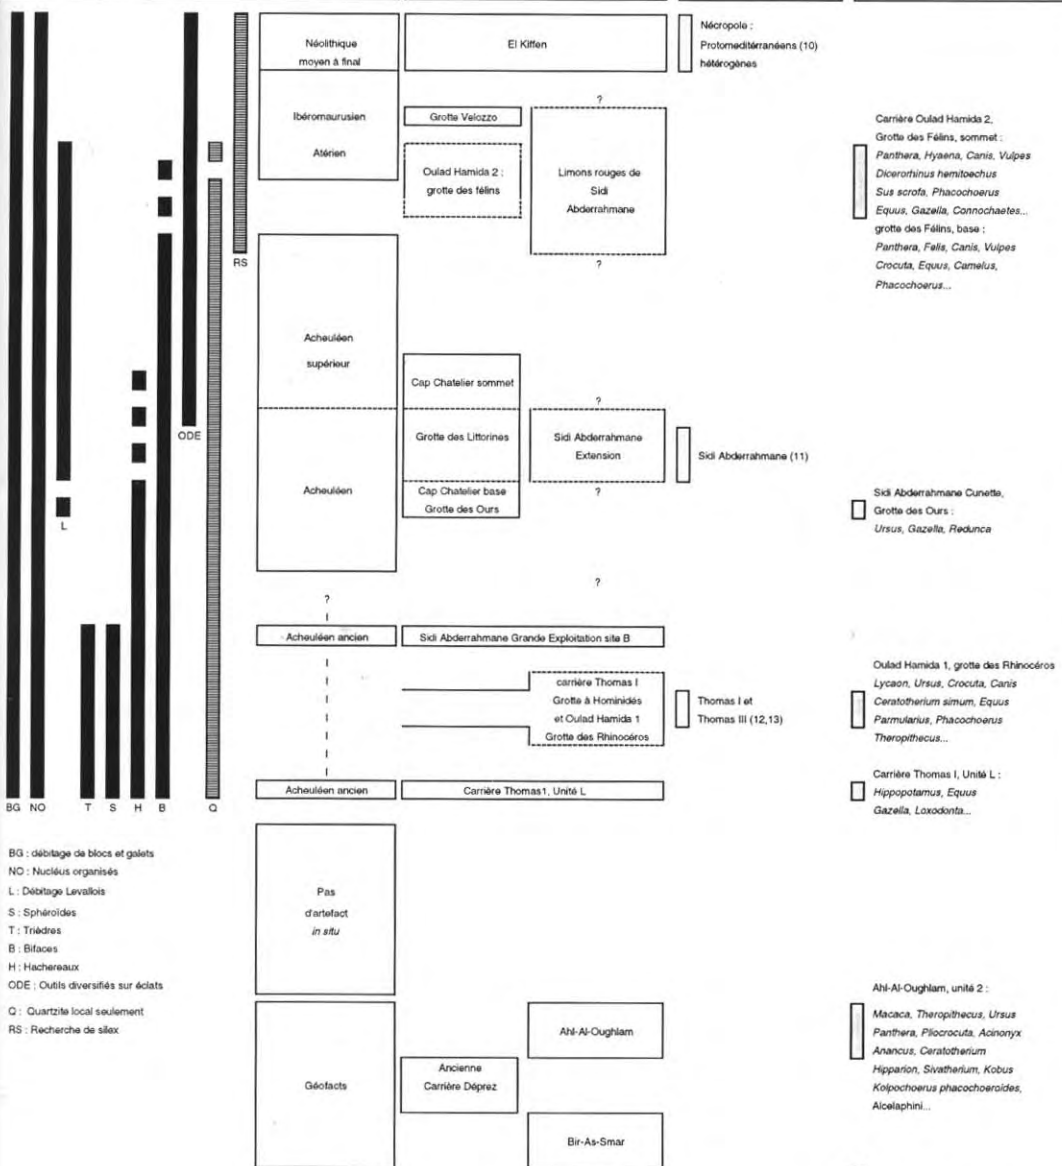 Néolithique
moyen à final
El Kiffen
Nécropole :
Protomeditérranéens (10)
hétérogènes
Ibéromaurusien
Atérien
Grotte Velozzo
Oulad Hamida 2 :
grotte des félins
?
Limons rouges de
Sidi
Abderrahmane
?
Carrière Oulad Hamida 2,
Grotte des Félins, sommet :
Panthera, Hyaena, Canis, Vulpes
Dicerorhinus hemitoechus
Sus scrofa, Phacochoerus
Equus, Gazella, Connochaetes...
grotte des Félins, base :
Panthera, Felis, Canis, Vulpes
Crocuta, Equus, Camelus,
Phacochoerus...
RS
Acheuléen
supérieur
Cap Chatelier sommet
?
ODE
Acheuléen
Grotte des Littorines
Sidi Abderrahmane
Extension
Sidi Abderrahmane (11)
Cap Chatelier base
Grotte des Ours
?
Sidi Abderrahmane Cunette,
Grotte des Ours :
Ursus, Gazella, Redunca
L
?
?
Acheuléen ancien
Sidi Abderrahmane Grande Exploitation site B
carrière Thomas I
Grotte à Hominidés
et Oulad Hamida 1
Grotte des Rhinocéros
Thomas I et
Thomas III (12,13)
Oulad Hamida 1, grotte des Rhinocéros
Lycaon, Ursus, Crocuta, Canis
Ceratotherium simum, Equus
Parmularius, Phacochoerus
Theropithecus...
Acheuléen ancien
Carrière Thomas1, Unité L
Carrière Thomas I, Unité L :
Hippopotamus, Equus
Gazella, Loxodonta...
BG NO T S H B Q
BG : débitage de blocs et galets
NO : Nucléus organisés
L : Débitage Levallois
S : Sphéroïdes
T : Trièdres
B : Bifaces
H : Hachereaux
ODE : Outils diversifiés sur éclats
Q : Quartzite local seulement
RS : Recherche de silex
Pas
d'artefact
in situ
Géofacts
Ancienne
Carrière Déprez
Ahl-Al-Oughlam
Bir-As-Smar
Ahl-Al-Oughlam, unité 2 :
Macaca, Theropithecus, Ursus
Panthera, Pliocrocuta, Acinonyx
Anancus, Ceratotherium
Hipparion, Sivatherium, Kobus
Kolpochoerus phacochoeroides,
Alcelaphini...